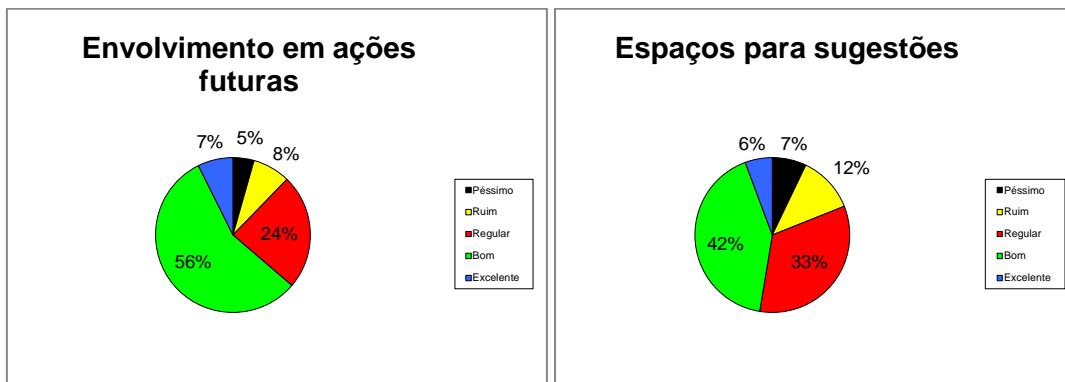 Envolvimento em ações
futuras
7%
5%
8%
24%
56%
Péssimo
Ruim
Regular
Bom
Excelente
Espaços para sugestões
6%
7%
12%
42%
33%
Péssimo
Ruim
Regular
Bom
Excelente